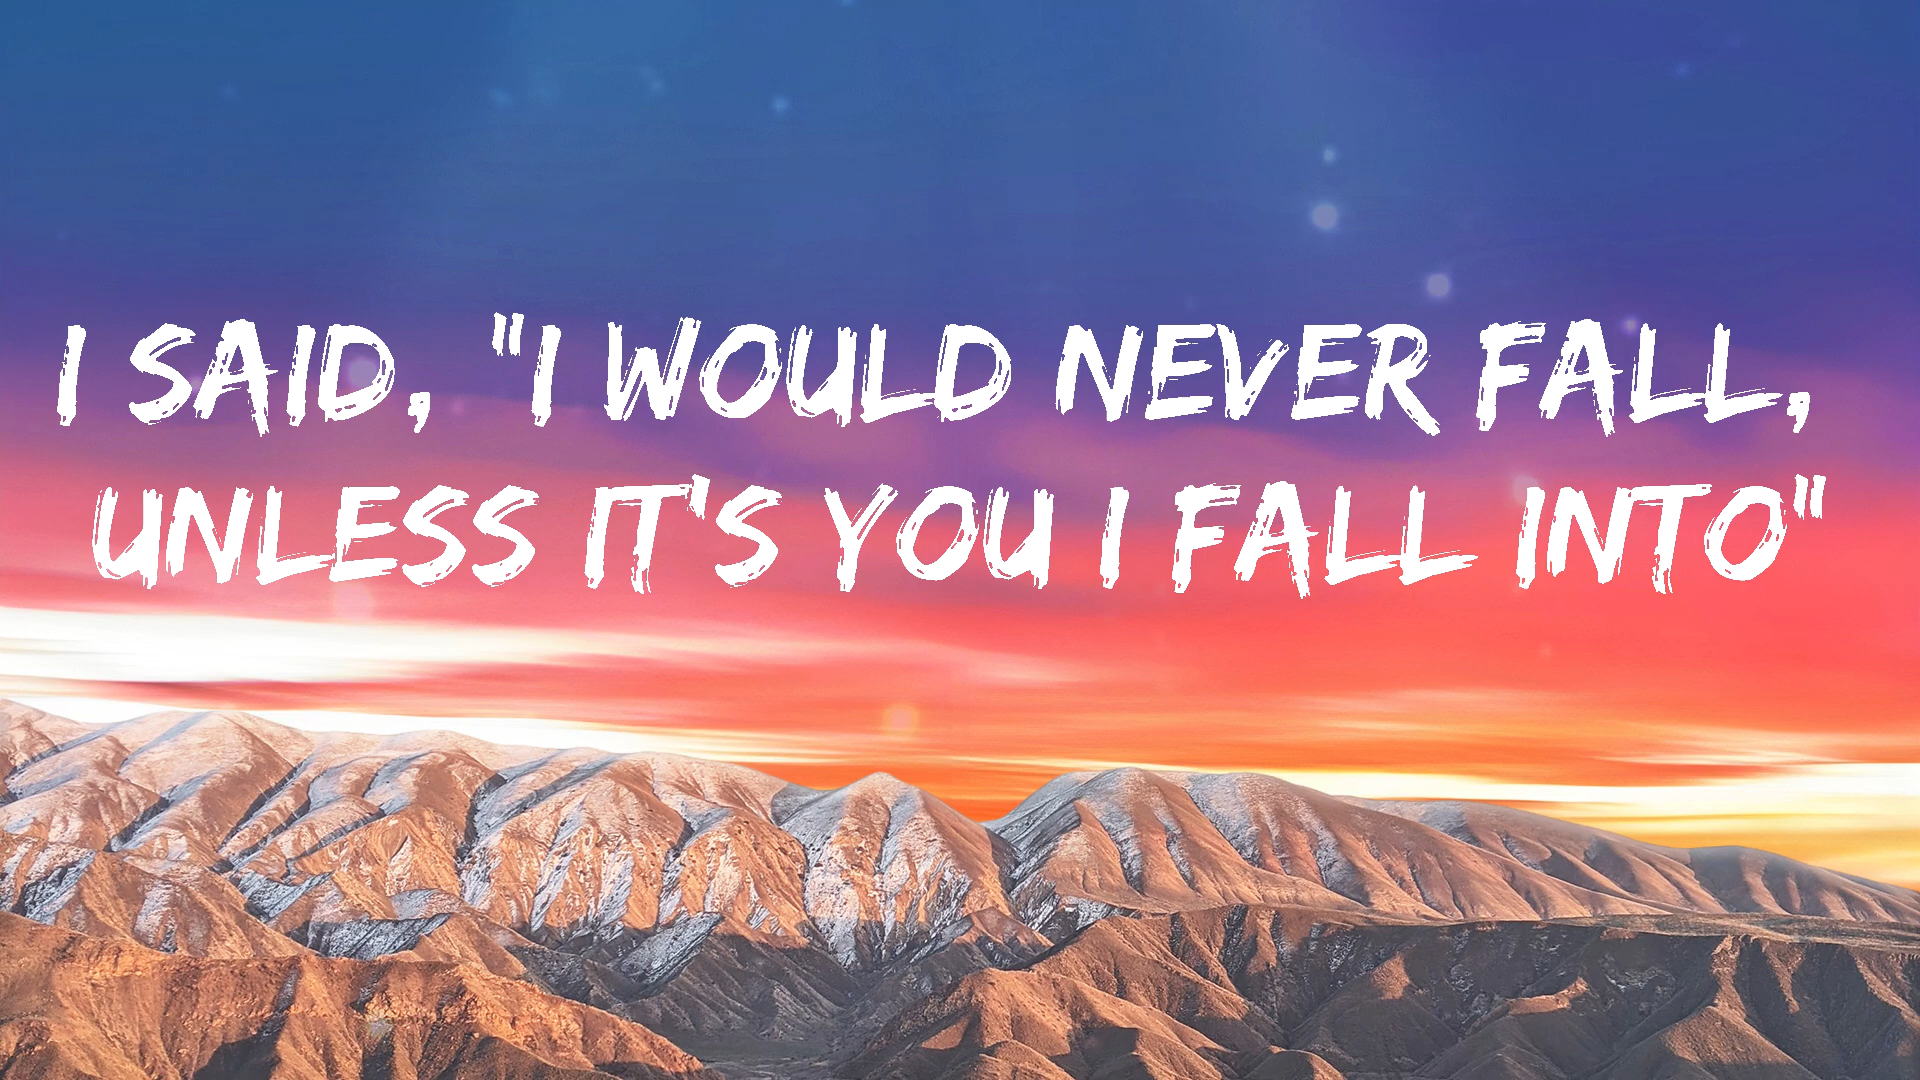 I SAID, "I WOULD NEVER FALL,
UNLESS IT'S YOU I FALL INTO"